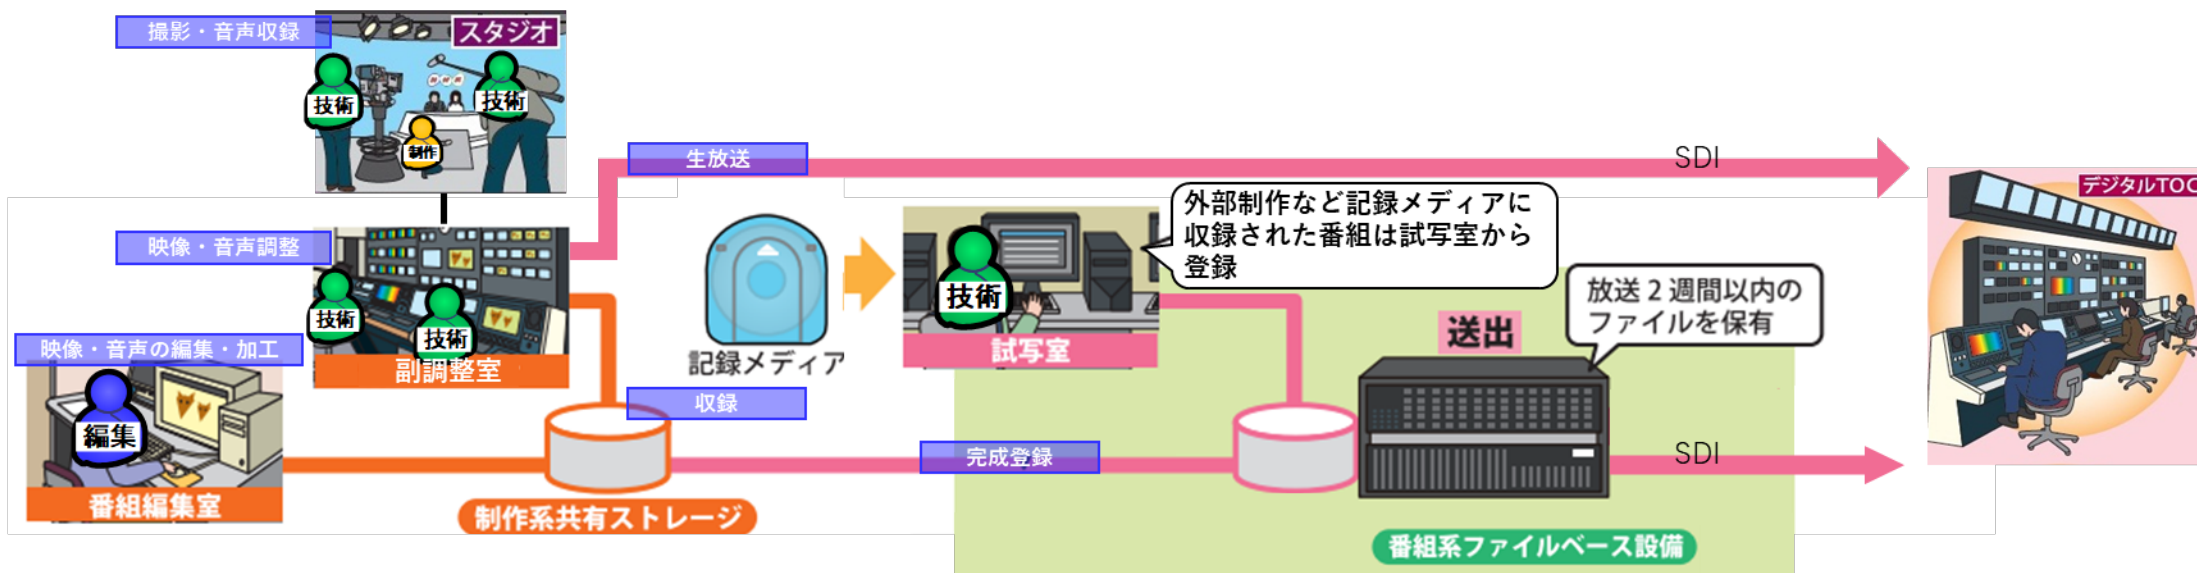 撮影・音声収録
スタジオ
技術
技術
制作
生放送
SDI
デジタルTOC
映像・音声調整
技術
技術
副調整室
映像・音声の編集・加工
編集
番組編集室
記録メディア
技術
試写室
外部制作など記録メディアに
収録された番組は試写室から
登録
収録
完成登録
制作系共有ストレージ
送出
放送2週間以内の
ファイルを保有
SDI
番組系ファイルベース設備